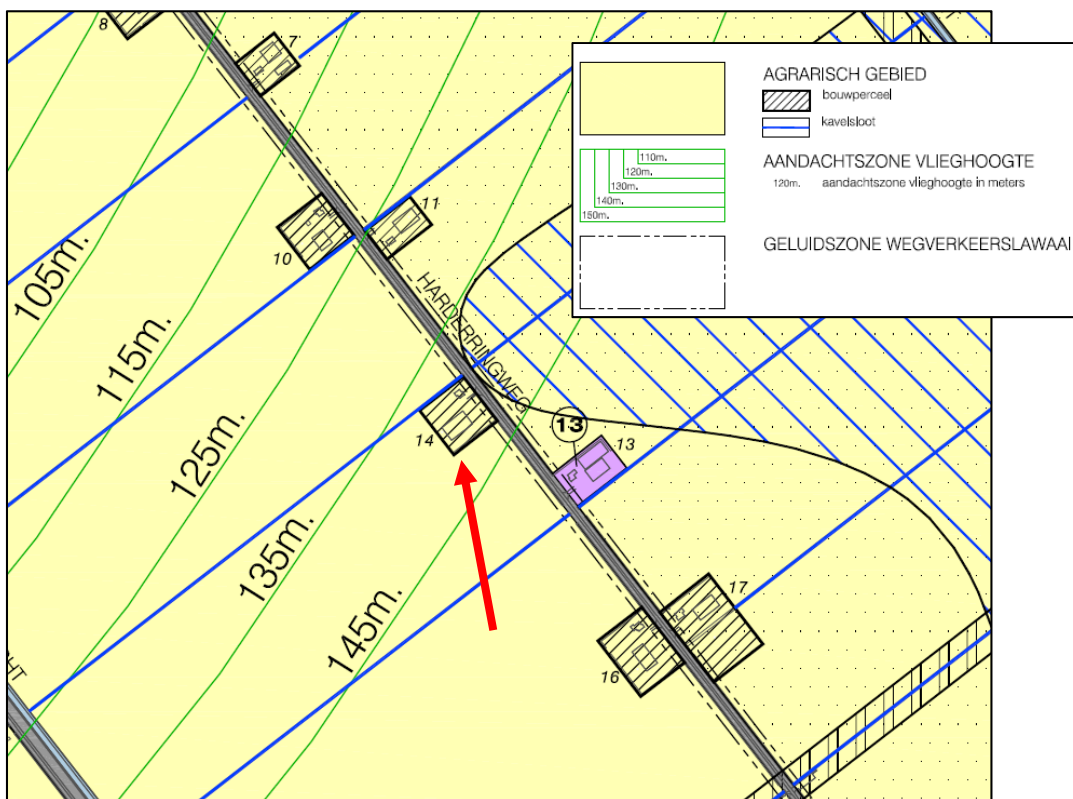 8
7
11
10
HARDERRINGWEG
14
13
13
17
16
105m.
115m.
125m.
135m.
145m.
HT
AGRARISCH GEBIED
bouwperceel
kavelsloot
110m.
120m.
130m.
140m.
150m.
AANDACHTSZONE VLIEGHOOGTE
120m. aandachtszone vlieghoogte in meters
GELUIDSZONE WEGVERKEERSLAWAAI